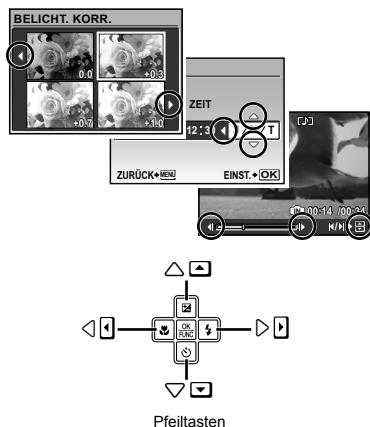 BELICHT. KORR.
0.0
+0.3
+0.7
+1.0
ZEIT
12:3
T
ZURÜCK MENU
EINST. OK
IN 00:14 /00:34
OK
FUNC
Pfeiltasten